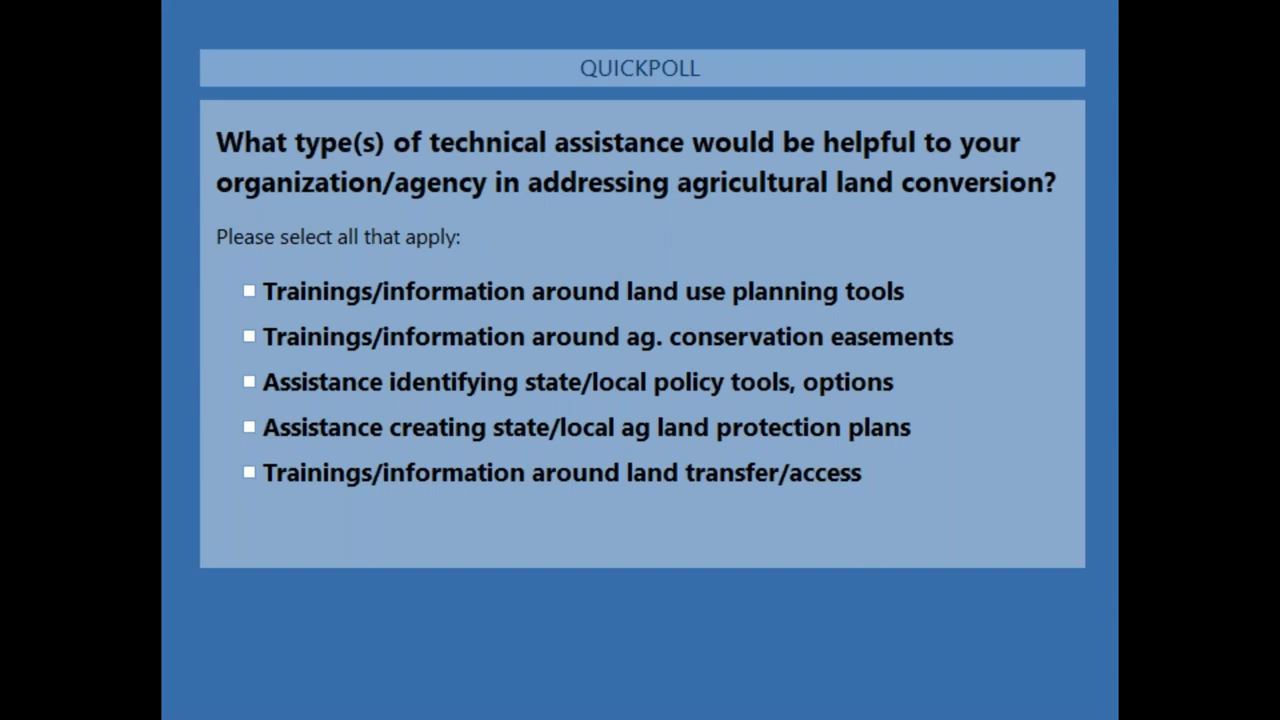 QUICKPOLL
What type(s) of technical assistance would be helpful to your
organization/agency in addressing agricultural land conversion?
Please select all that apply:
Trainings/information around land use planning tools
Trainings/information around ag. conservation easements
Assistance identifying state/local policy tools, options
Assistance creating state/local ag land protection plans
Trainings/information around land transfer/access